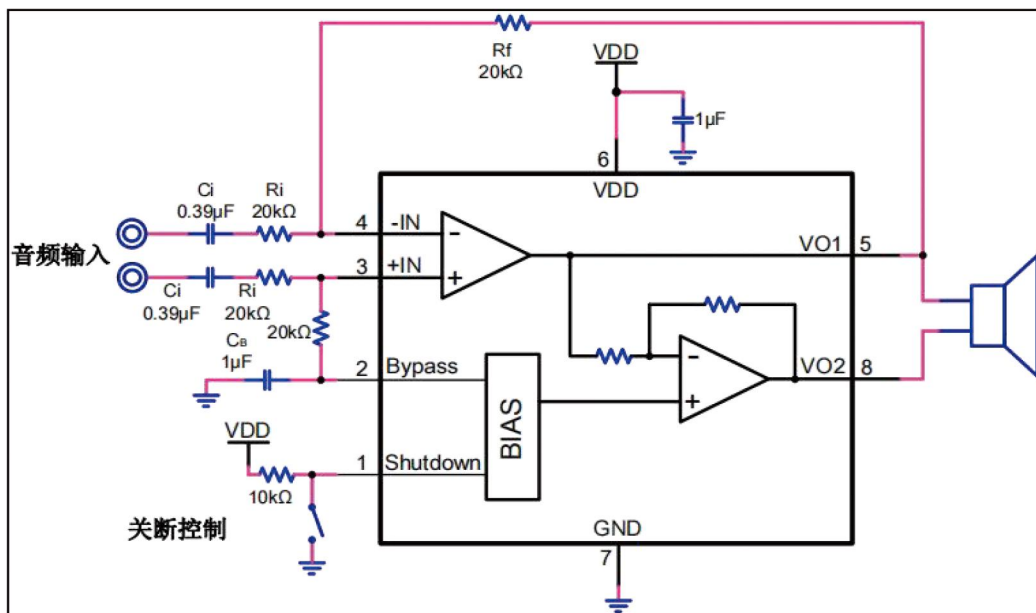 Rf
20kΩ
VDD
1μF
6
VDD
Ci
0.39μF
Ri
20kΩ
4
-IN
-
VO1
5
音频输入
3
+IN
+
Ci
0.39μF
Ri
20kΩ
20kΩ
CB
1μF
2
Bypass
BIAS
-
+
VO2
8
VDD
1
Shutdown
10kΩ
关断控制
GND
7